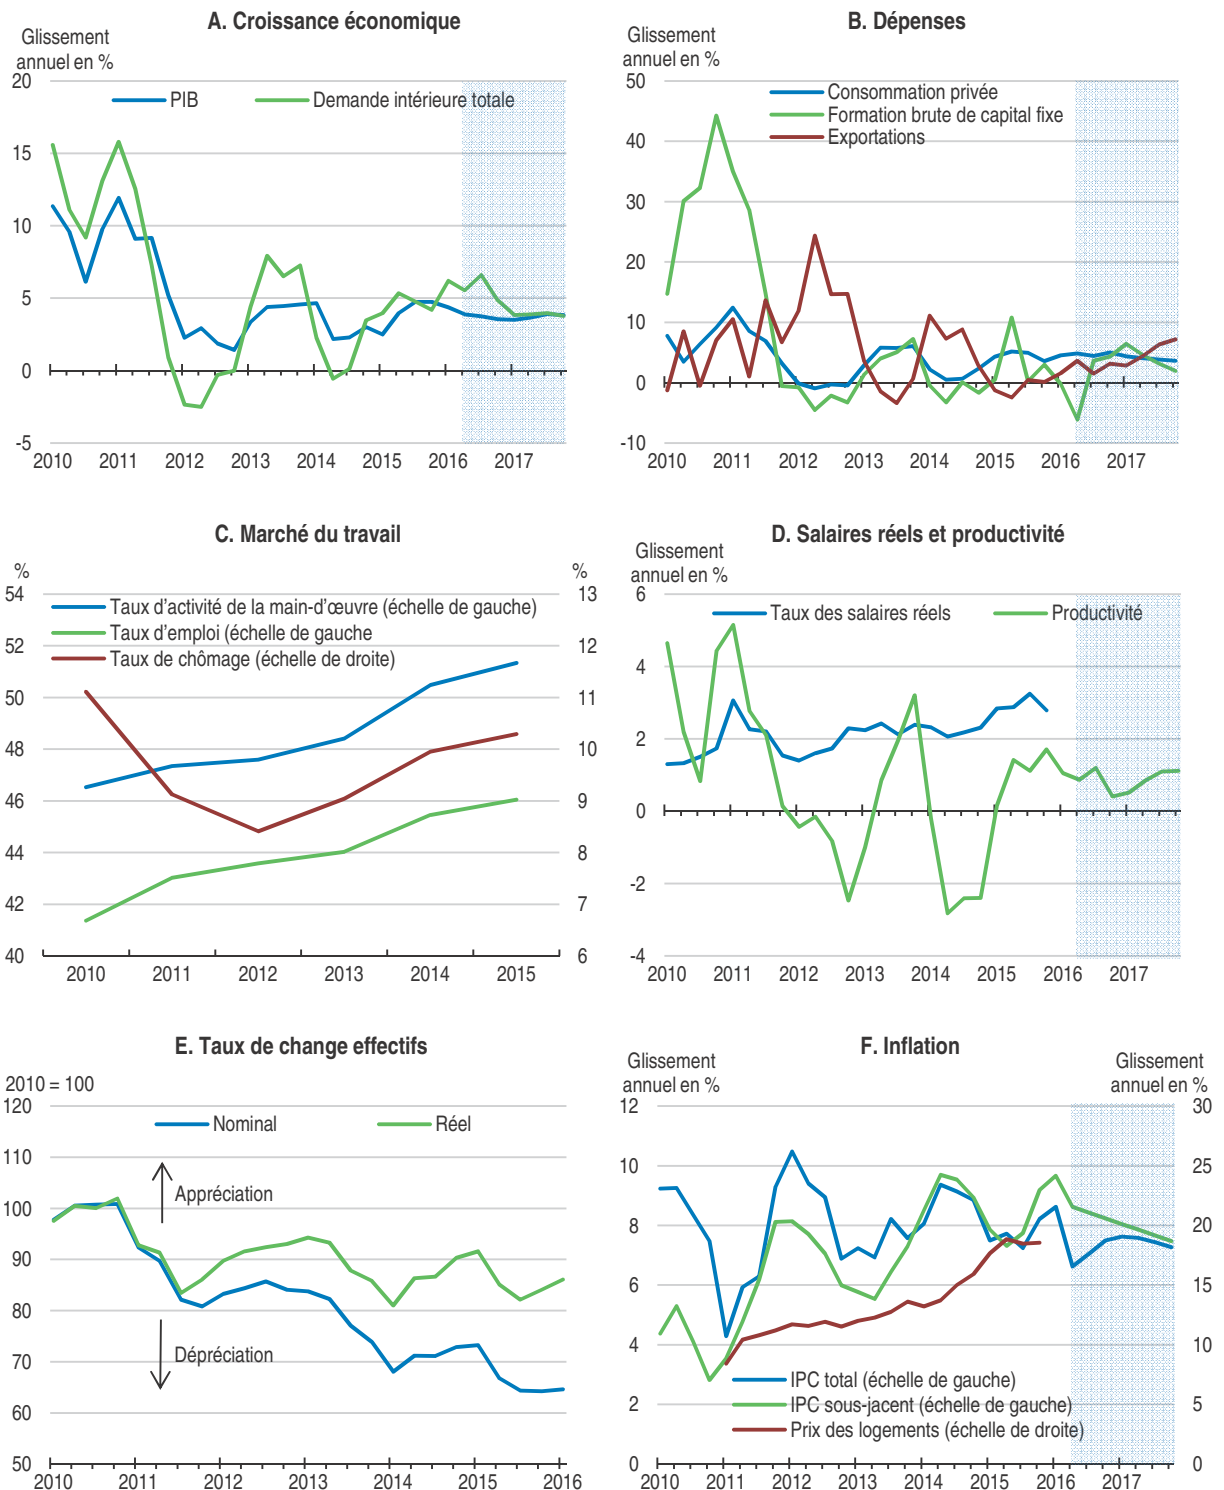 A. Croissance économique
Glissement
annuel en %
PIB
Demande intérieure totale
20
15
10
5
0
-5
2010 2011 2012 2013 2014 2015 2016 2017
B. Dépenses
Glissement
annuel en %
Consommation privée
Formation brute de capital fixe
Exportations
50
40
30
20
10
0
-10
2010 2011 2012 2013 2014 2015 2016 2017
C. Marché du travail
%
%
Taux d'activité de la main-d'œuvre (échelle de gauche)
Taux d'emploi (échelle de gauche
Taux de chômage (échelle de droite)
54
52
50
48
46
44
42
40
13
12
11
10
9
8
7
6
2010 2011 2012 2013 2014 2015
D. Salaires réels et productivité
Glissement
annuel en %
Taux des salaires réels
Productivité
6
4
2
0
-2
-4
2010 2011 2012 2013 2014 2015 2016 2017
E. Taux de change effectifs
2010 = 100
Nominal
Réel
Appréciation
Dépréciation
120
110
100
90
80
70
60
50
2010 2011 2012 2013 2014 2015 2016
F. Inflation
Glissement
annuel en %
Glissement
annuel en %
12
10
8
6
4
2
0
30
25
20
15
10
5
0
IPC total (échelle de gauche)
IPC sous-jacent (échelle de gauche)
Prix des logements (échelle de droite)
2010 2011 2012 2013 2014 2015 2016 2017